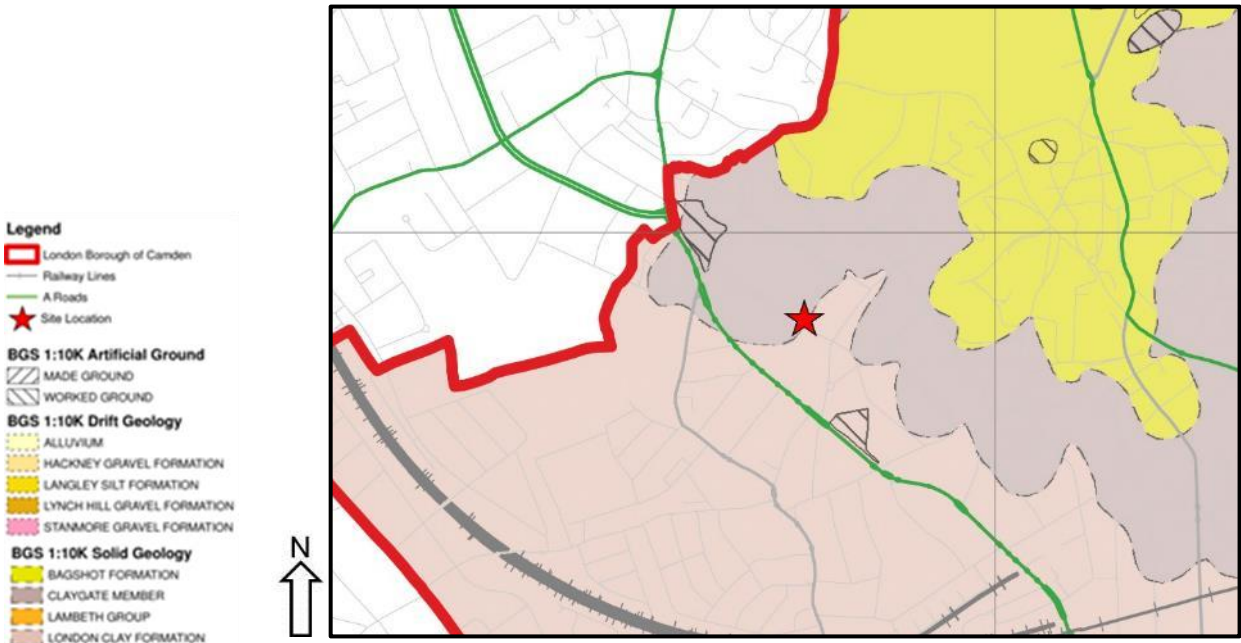 Legend
London Borough of Camden
Railway Lines
A Roads
Site Location
BGS 1:10K Artificial Ground
MADE GROUND
WORKED GROUND
BGS 1:10K Drift Geology
ALLUVIUM
HACKNEY GRAVEL FORMATION
LANGLEY SILT FORMATION
LYNCH HILL GRAVEL FORMATION
STANMORE GRAVEL FORMATION
BGS 1:10K Solid Geology
BAGSHOT FORMATION
CLAYGATE MEMBER
LAMBETH GROUP
LONDON CLAY FORMATION
N